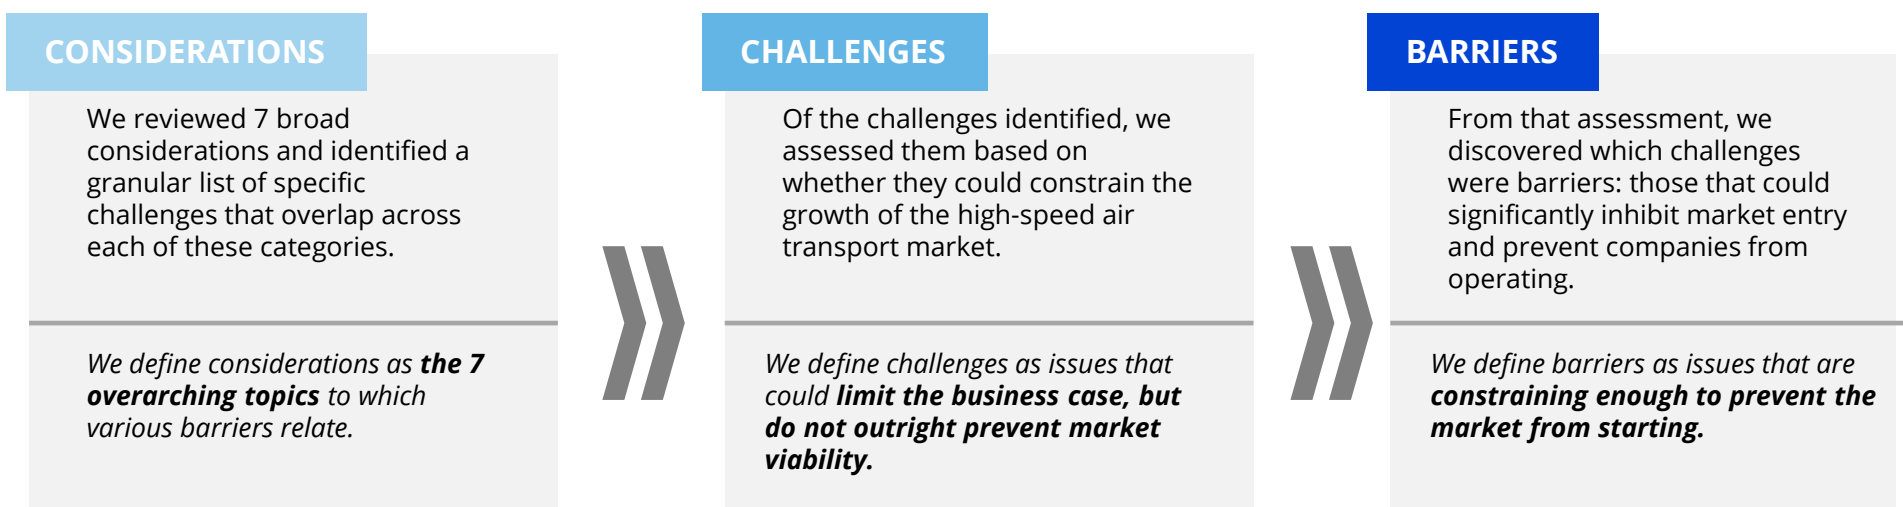 CONSIDERATIONS
We reviewed 7 broad
considerations and identified a
granular list of specific
challenges that overlap across
each of these categories.
We define considerations as the 7
overarching topics to which
various barriers relate.
CHALLENGES
Of the challenges identified, we
assessed them based on
whether they could constrain the
growth of the high-speed air
transport market.
We define challenges as issues that
could limit the business case, but
do not outright prevent market
viability.
BARRIERS
From that assessment, we
discovered which challenges
were barriers: those that could
significantly inhibit market entry
and prevent companies from
operating.
We define barriers as issues that are
constraining enough to prevent the
market from starting.